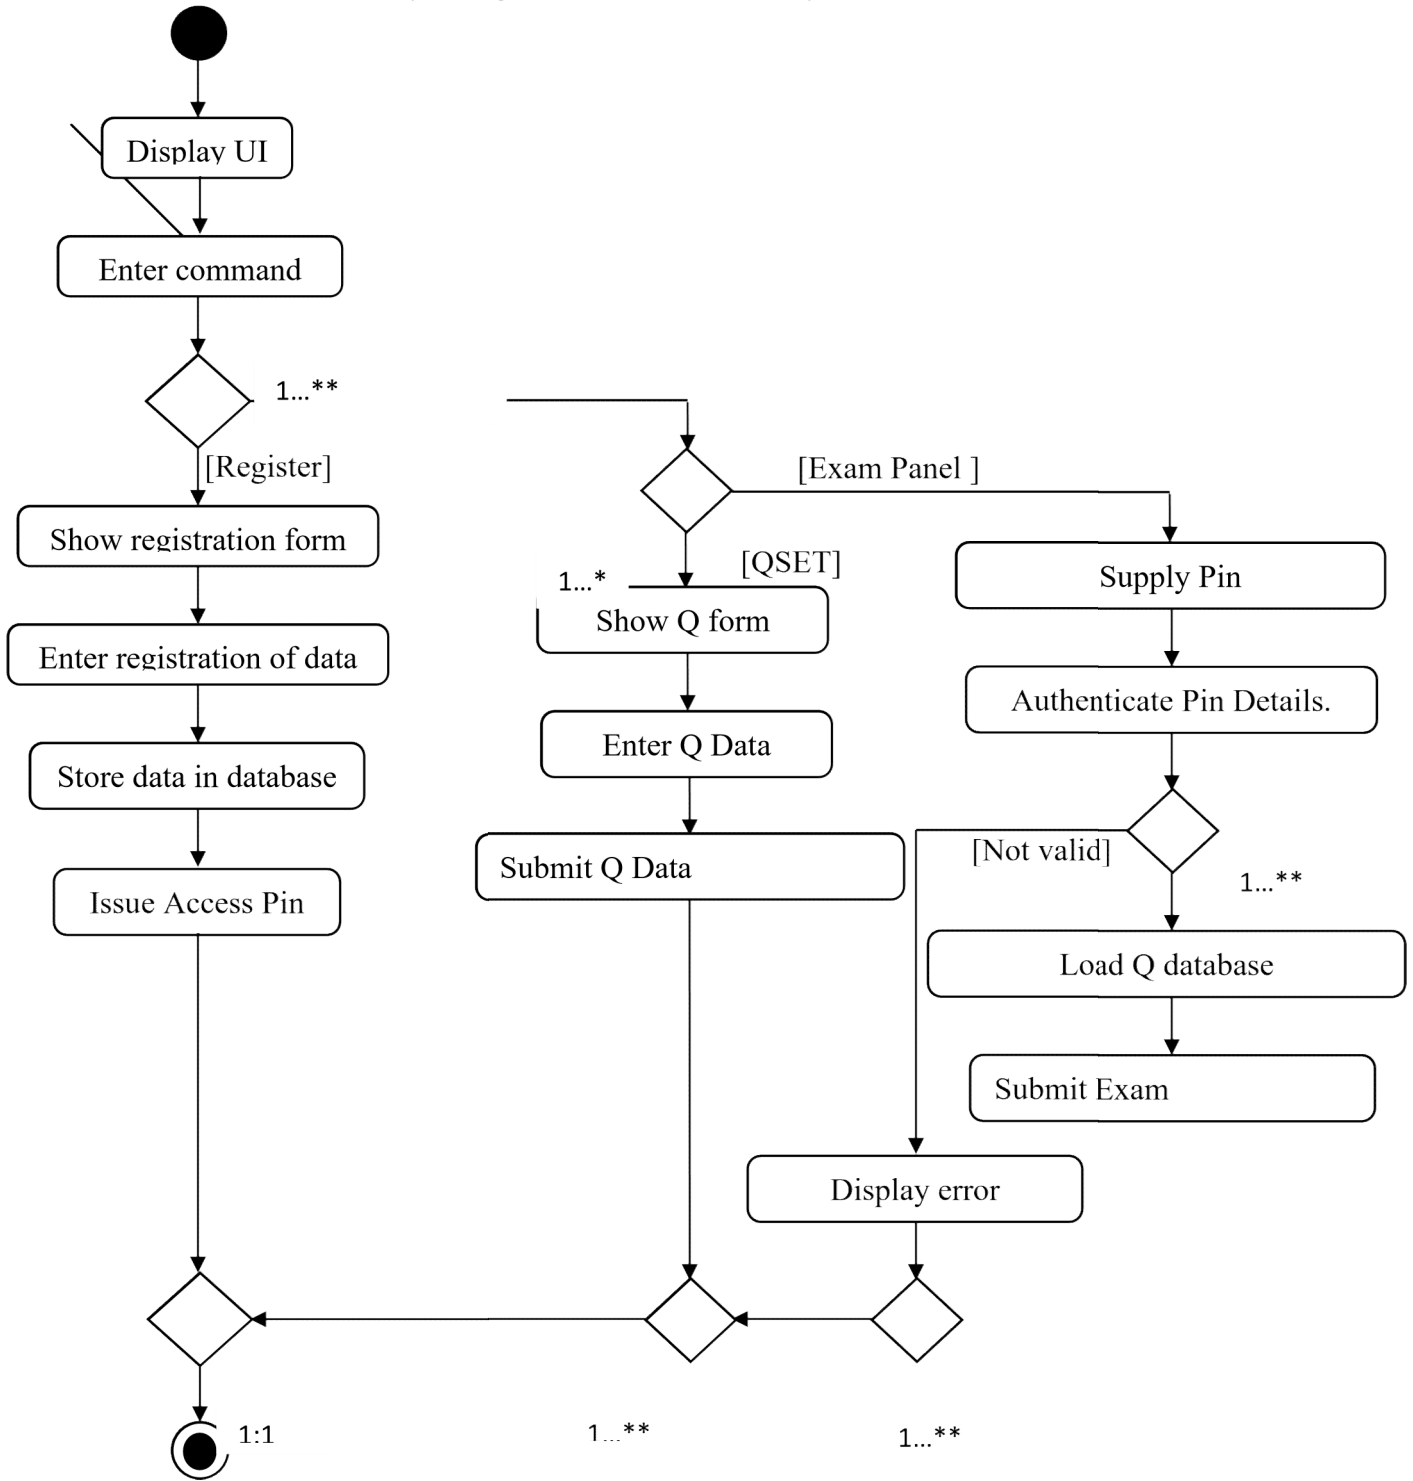 Display UI
Enter command
1...**
[Register]
[Exam Panel ]
Show registration form
[QSET]
1...*
Show Q form
Supply Pin
Enter registration of data
Authenticate Pin Details.
Enter Q Data
Store data in database
[Not valid]
Submit Q Data
1...**
Issue Access Pin
Load Q database
Submit Exam
Display error
1:1
1...**
1...**